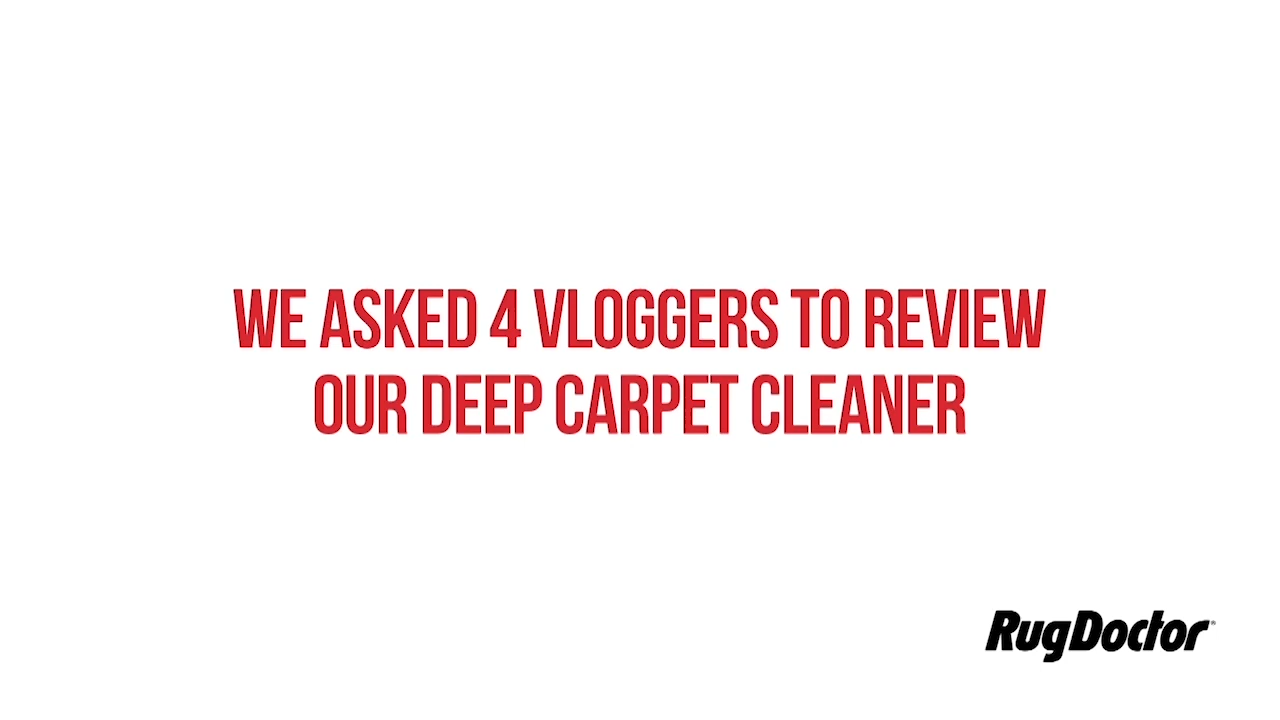 WE ASKED 4 VLOGGERS TO REVIEW
OUR DEEP CARPET CLEANER
RugDoctor®